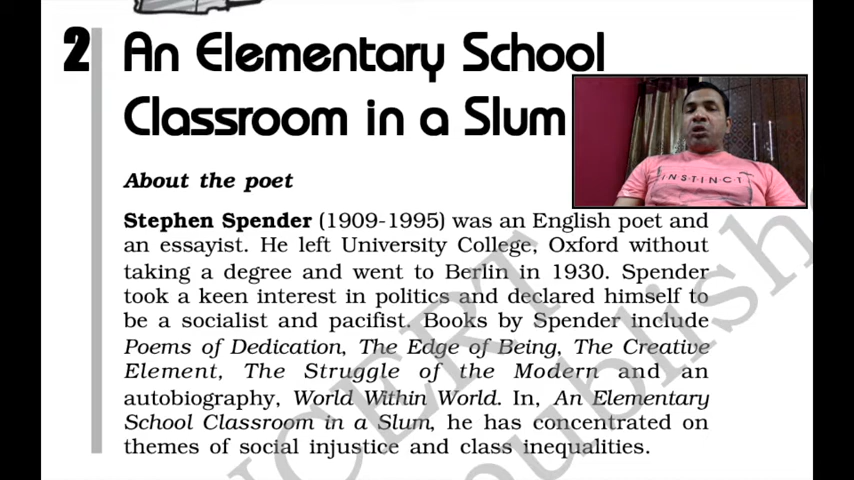 2 An Elementary School
Classroom in a Slum
INSTINCT
About the poet
Stephen Spender (1909-1995) was an English poet and
an essayist. He left University College, Oxford without
taking a degree and went to Berlin in 1930. Spender
took a keen interest in politics and declared himself to
be a socialist and pacifist. Books by Spender include
Poems of Dedication, The Edge of Being, The Creative
Element, The Struggle of the Modern and an
autobiography, World Within World. In, An Elementary
School Classroom in a Slum, he has concentrated on
themes of social injustice and class inequalities.
NCERT
republish